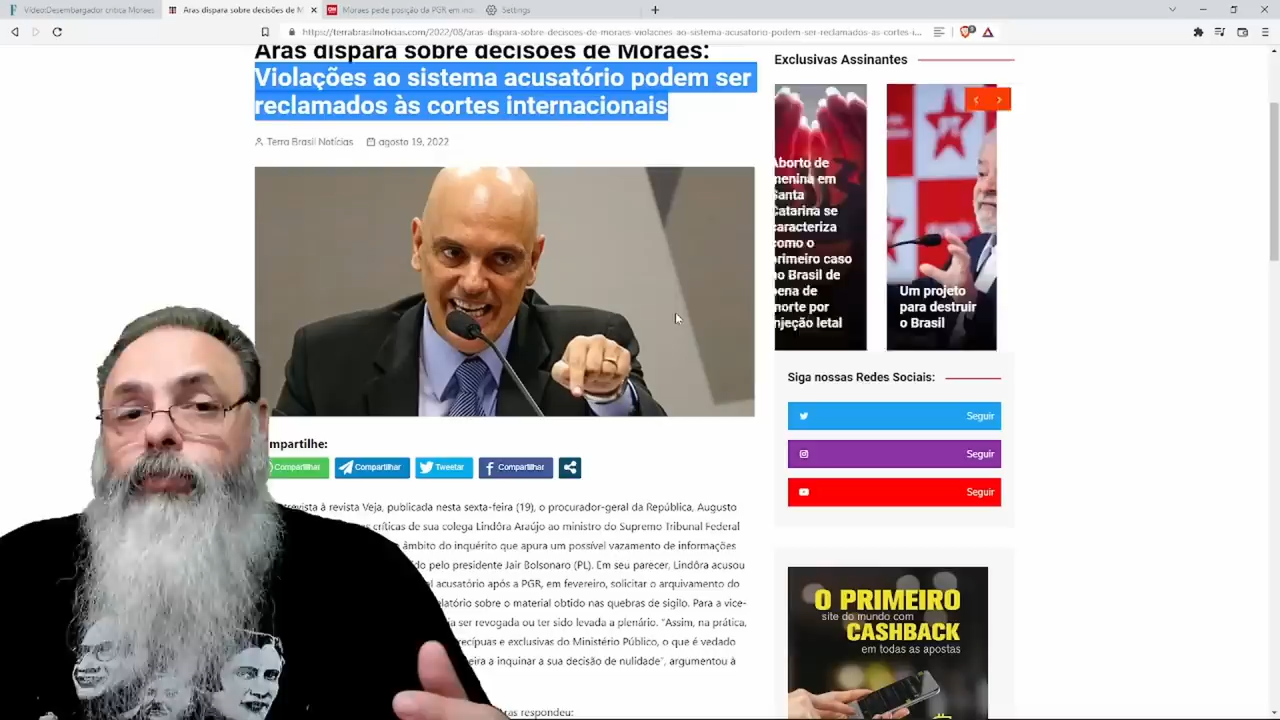 Vídeo:Desembargador critica Moraes
Aras dispara sobre decisões de M
Moraes pede posição da PGR em in
Settings
https://terrabrasilnoticias.com/2022/08/aras-dispara-sobre-decisoes-de-moraes-violacoes-ao-sistema-acusatorio-podem-ser-reclamados-as-cortes-i...
Aras dispara sobre decisões de Moraes:
Violações ao sistema acusatório podem ser
reclamados às cortes internacionais
Terra Brasil Notícias agosto 19, 2022
mpartilhe:
Compartilhar
Compartilhar
Tweetar
Compartilhar
trevista à revista Veja, publicada nesta sexta-feira (19), o procurador-geral da República, Augusto
críticas de sua colega Lindôra Araújo ao ministro do Supremo Tribunal Federal
âmbito do inquérito que apura um possível vazamento de informações
do pelo presidente Jair Bolsonaro (PL). Em seu parecer, Lindôra acusou
l acusatório após a PGR, em fevereiro, solicitar o arquivamento do
elatório sobre o material obtido nas quebras de sigilo. Para a vice-
ia ser revogada ou ter sido levada a plenário. "Assim, na prática,
recípuas e exclusivas do Ministério Público, o que é vedado
eira a inquinar a sua decisão de nulidade", argumentou à
Aras respondeu:
Exclusivas Assinantes
Aborto de
menina em
Santa
Catarina se
caracteriza
como o
primeiro caso
no Brasil de
pena de
morte por
injeção letal
Um projeto
para destruir
o Brasil
Siga nossas Redes Sociais:
Seguir
Seguir
Seguir
O PRIMEIRO
site do mundo com
CASHBACK
em todas as apostas